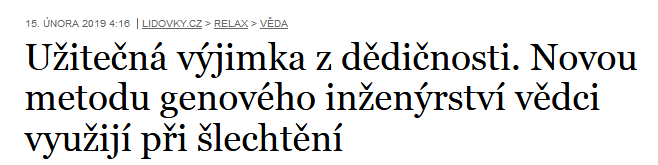 15. ÚNORA 2019 4:16 | LIDOVKY.CZ > RELAX > VĚDA
Užitečná výjimka z dědičnosti. Novou
metodu genového inženýrství vědci
využijí při šlechtění